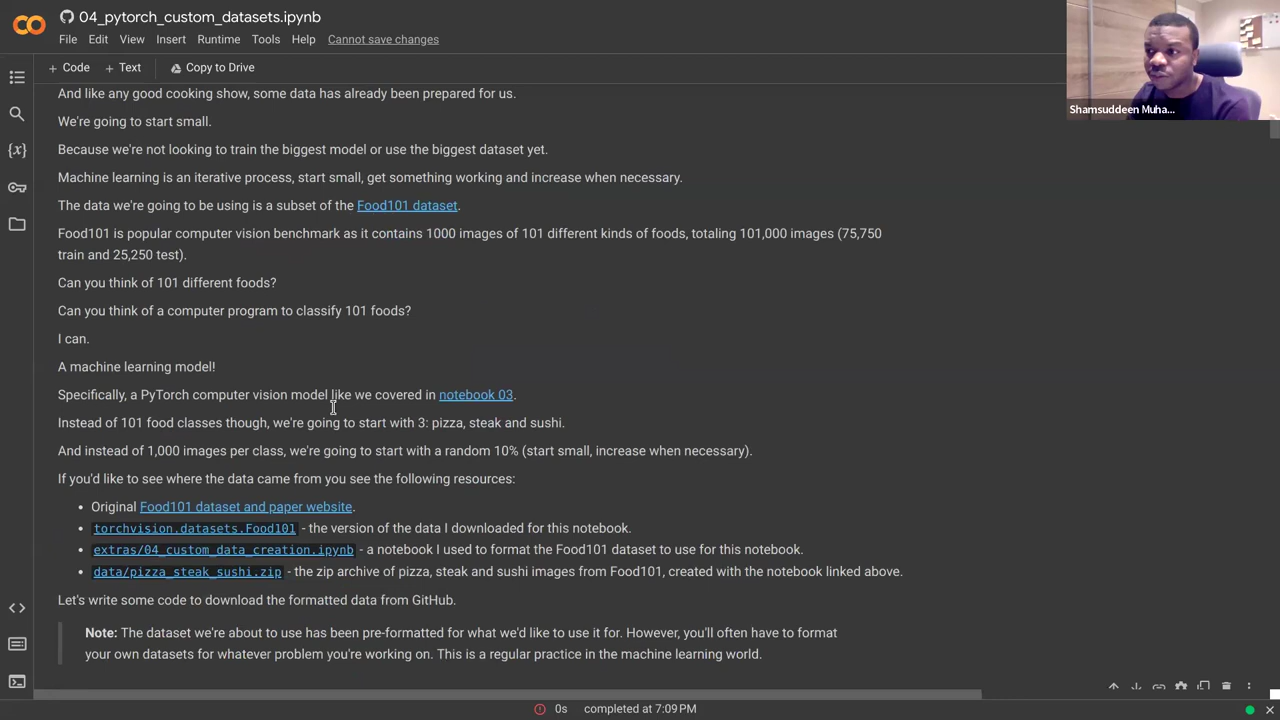 04_pytorch_custom_datasets.ipynb
File Edit View Insert Runtime Tools Help Cannot save changes
+ Code + Text Copy to Drive
Shamsuddeen Muha...
And like any good cooking show, some data has already been prepared for us.
We're going to start small.
Because we're not looking to train the biggest model or use the biggest dataset yet.
Machine learning is an iterative process, start small, get something working and increase when necessary.
The data we're going to be using is a subset of the Food101 dataset.
Food101 is popular computer vision benchmark as it contains 1000 images of 101 different kinds of foods, totaling 101,000 images (75,750
train and 25,250 test).
Can you think of 101 different foods?
Can you think of a computer program to classify 101 foods?
I can.
A machine learning model!
Specifically, a PyTorch computer vision model like we covered in notebook 03.
Instead of 101 food classes though, we're going to start with 3: pizza, steak and sushi.
And instead of 1,000 images per class, we're going to start with a random 10% (start small, increase when necessary).
If you'd like to see where the data came from you see the following resources:
• Original Food101 dataset and paper website.
• torchvision.datasets.Food101 - the version of the data I downloaded for this notebook.
• extras/04_custom_data_creation.ipynb - a notebook I used to format the Food101 dataset to use for this notebook.
• data/pizza_steak_sushi.zip - the zip archive of pizza, steak and sushi images from Food101, created with the notebook linked above.
Let's write some code to download the formatted data from GitHub.
Note: The dataset we're about to use has been pre-formatted for what we'd like to use it for. However, you'll often have to format
your own datasets for whatever problem you're working on. This is a regular practice in the machine learning world.
0s completed at 7:09 PM